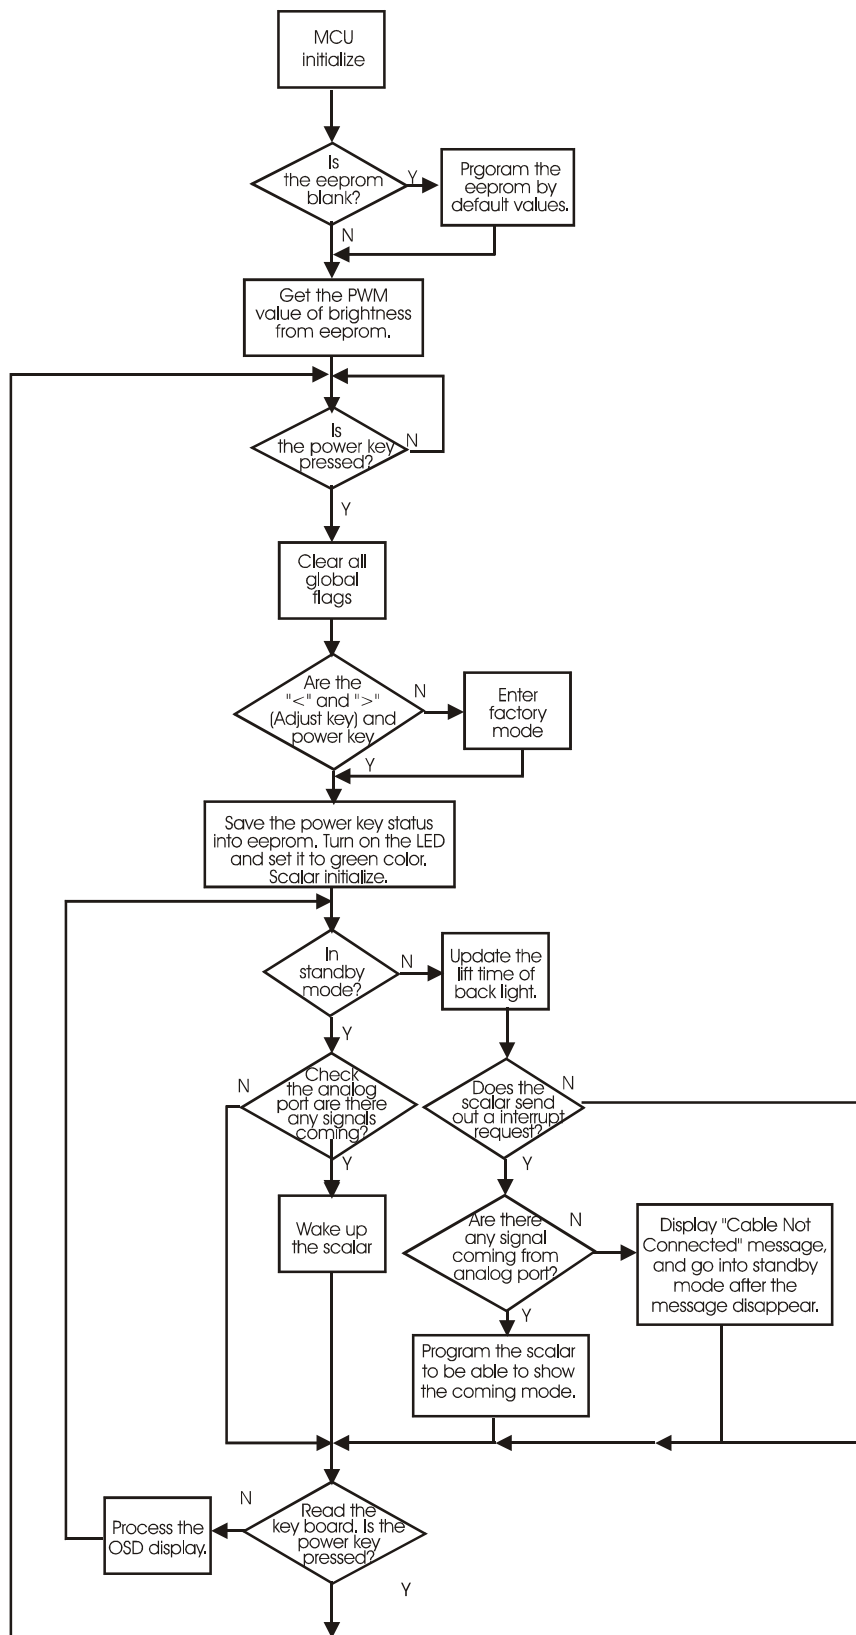 MCU
initialize
Is
the eeprom
blank?
Y
Prgoram the
eeprom by
default values.
N
Get the PWM
value of brightness
from eeprom.
Is
the power key
pressed?
N
Y
Clear all
global
flags
Are the
"<" and ">"
(Adjust key) and
power key
N
Enter
factory
mode
Y
Save the power key status
into eeprom. Turn on the LED
and set it to green color.
Scalar initialize.
In
standby
mode?
N
Update the
lift time of
back light.
Y
N
Check
the analog
port are there
any signals
coming?
Does the
scalar send
out a interrupt
request?
N
Y
Y
Wake up
the scalar
Are there
any signal
coming from
analog port?
N
Display "Cable Not
Connected" message,
and go into standby
mode after the
message disappear.
Y
Program the scalar
to be able to show
the coming mode.
N
Process the
OSD display.
Read the
key board. Is the
power key
pressed?
Y